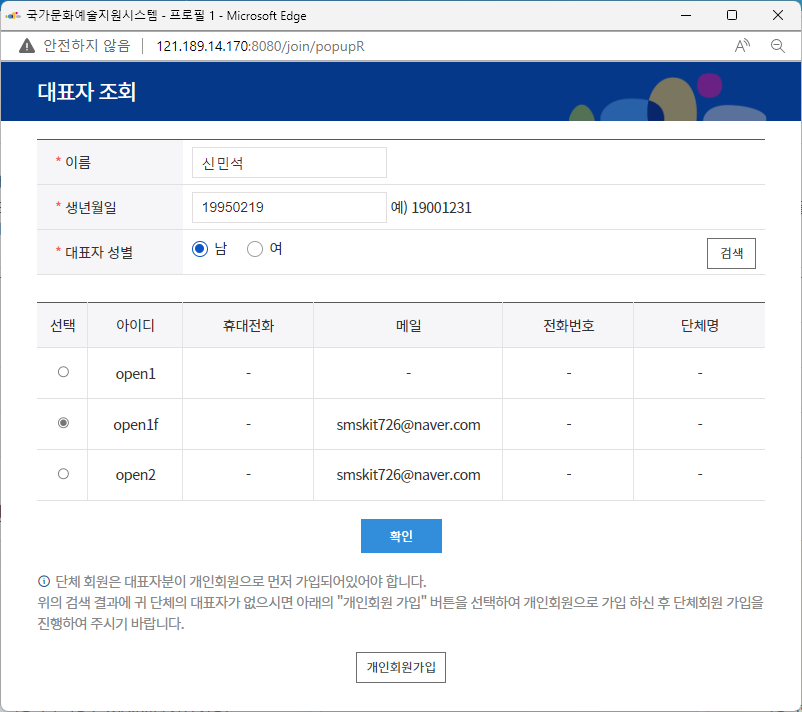 국가문화예술지원시스템 - 프로필 1 - Microsoft Edge
안전하지 않음 121.189.14.170:8080/join/popupR
대표자 조회
* 이름 신민석
* 생년월일 19950219 예) 19001231
* 대표자 성별 남 여 검색
선택 아이디 휴대전화 메일 전화번호 단체명
open1 - - - -
open1f - smskit726@naver.com - -
open2 - smskit726@naver.com - -
확인
단체 회원은 대표자분이 개인회원으로 먼저 가입되어있어야 합니다.
위의 검색 결과에 귀 단체의 대표자가 없으시면 아래의 "개인회원 가입" 버튼을 선택하여 개인회원으로 가입 하신 후 단체회원 가입을
진행하여 주시기 바랍니다.
개인회원가입